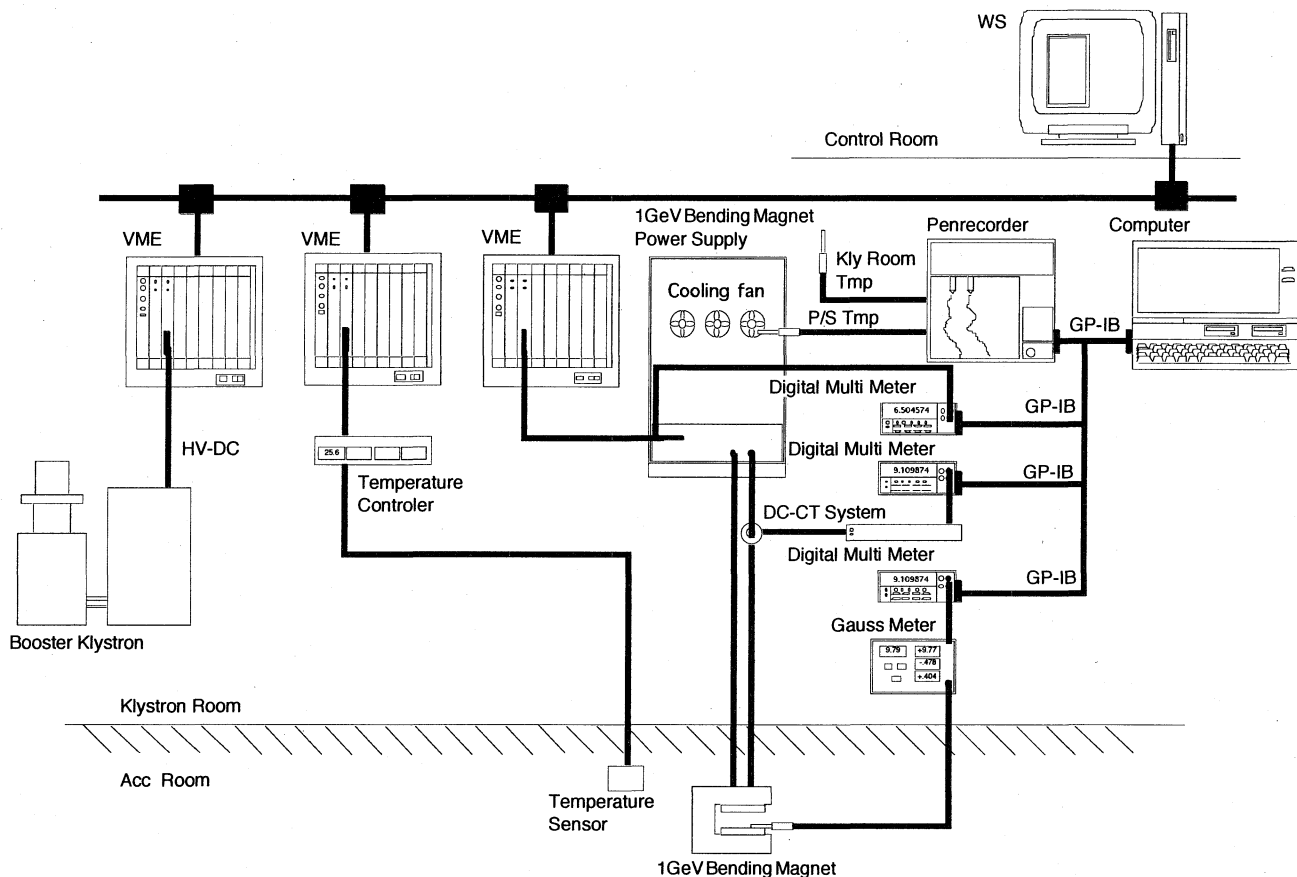 WS
Control Room
VME
VME
VME
1GeV Bending Magnet
Power Supply
Penrecorder
Computer
Kly Room
Tmp
Cooling fan
P/S Tmp
GP-IB
Digital Multi Meter
6.504574
GP-IB
HV-DC
25.6
Temperature
Controler
Digital Multi Meter
9.109874
GP-IB
DC-CT System
Digital Multi Meter
9.109874
GP-IB
Booster Klystron
Gauss Meter
9.79
+9.77
-.478
+.404
Klystron Room
Acc Room
Temperature
Sensor
1GeV Bending Magnet